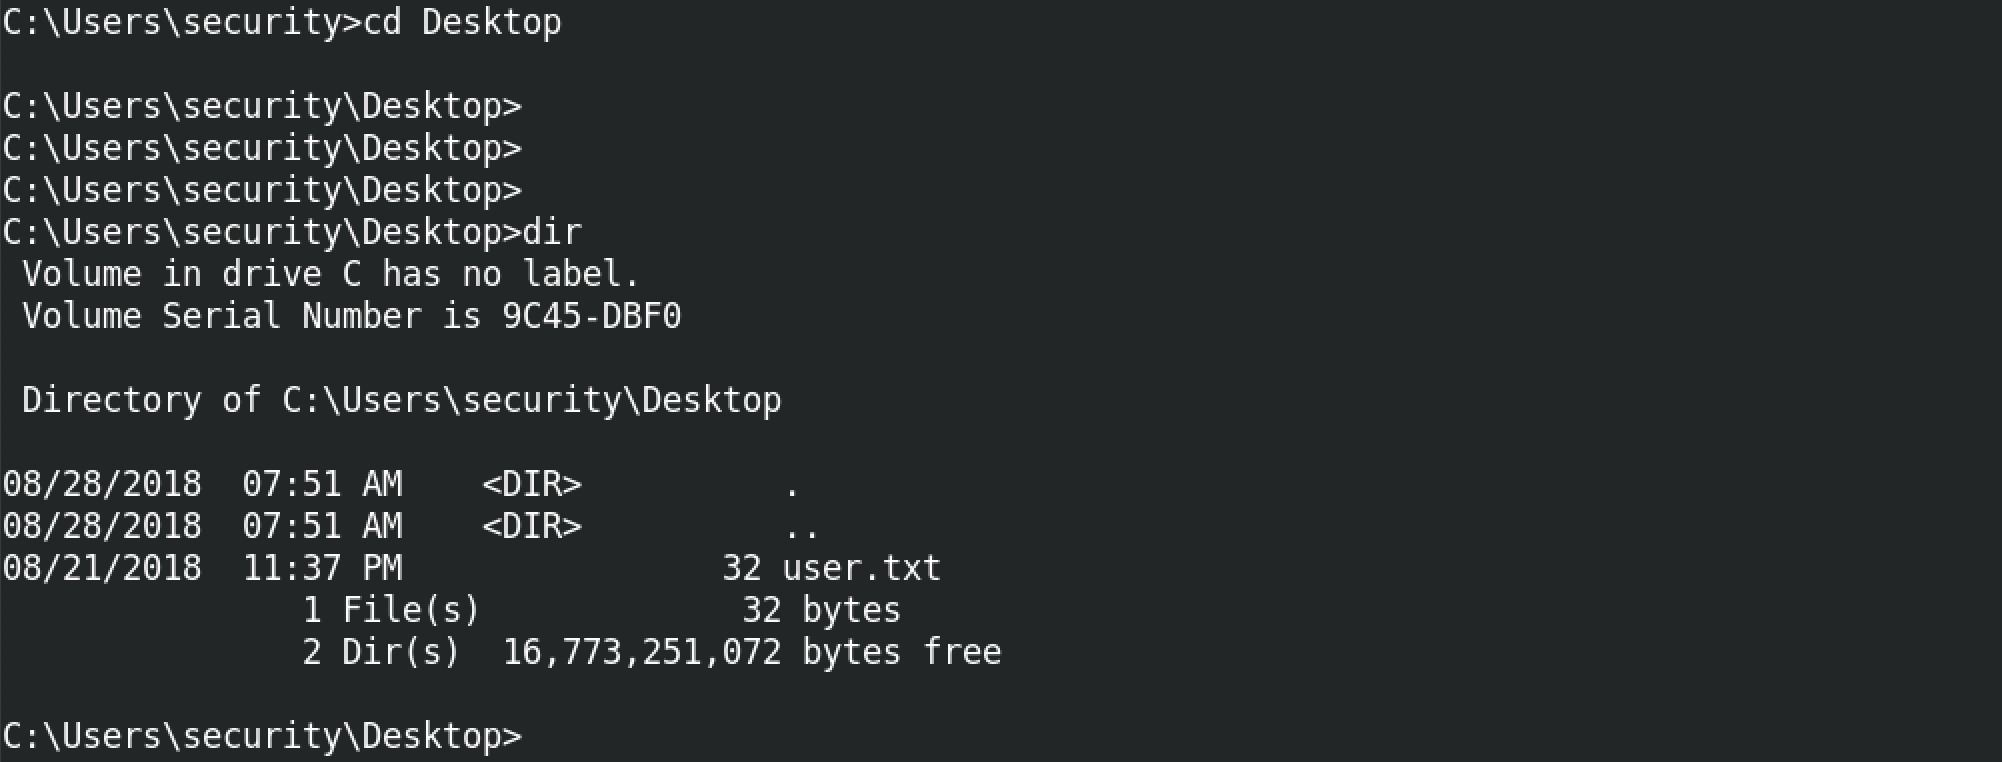 C:\Users\security>cd Desktop
C:\Users\security\Desktop>
C:\Users\security\Desktop>
C:\Users\security\Desktop>
C:\Users\security\Desktop>dir
 Volume in drive C has no label.
 Volume Serial Number is 9C45-DBF0
 Directory of C:\Users\security\Desktop
08/28/2018  07:51 AM    <DIR>          .
08/28/2018  07:51 AM    <DIR>          ..
08/21/2018  11:37 PM                32 user.txt
               1 File(s)             32 bytes
               2 Dir(s)  16,773,251,072 bytes free
C:\Users\security\Desktop>